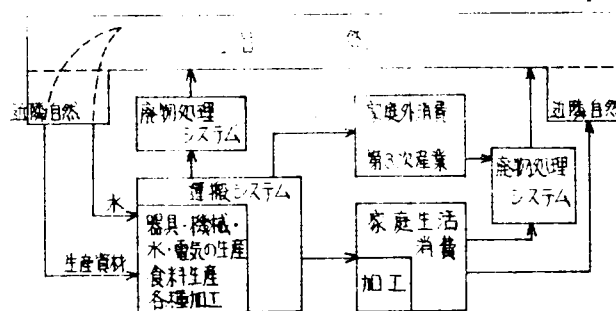 近隣自然
廃物処理
システム
家庭外消費
第3次産業
近隣自然
廃物処理
システム
運搬システム
水
器具・機械・
水・電気の生産
食料生産
各種加工
生産資材
家庭生活
消費
加工